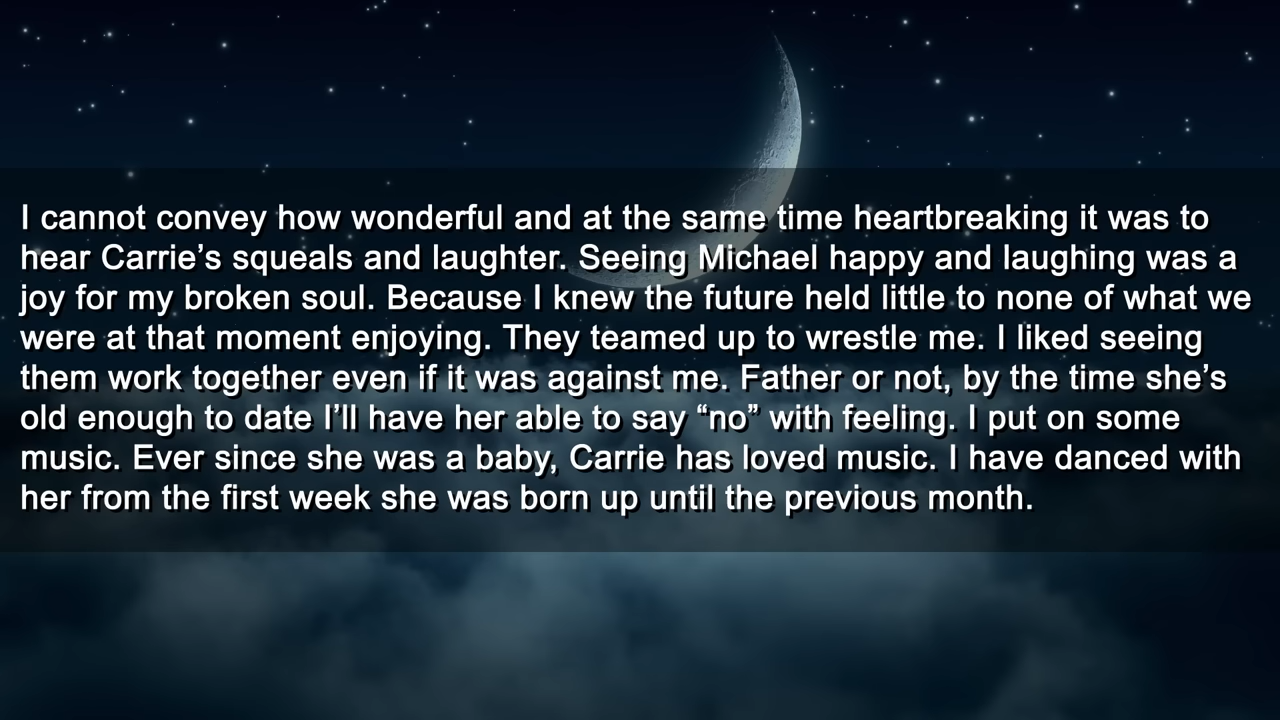 I cannot convey how wonderful and at the same time heartbreaking it was to
hear Carrie’s squeals and laughter. Seeing Michael happy and laughing was a
joy for my broken soul. Because I knew the future held little to none of what we
were at that moment enjoying. They teamed up to wrestle me. I liked seeing
them work together even if it was against me. Father or not, by the time she’s
old enough to date I’ll have her able to say “no” with feeling. I put on some
music. Ever since she was a baby, Carrie has loved music. I have danced with
her from the first week she was born up until the previous month.